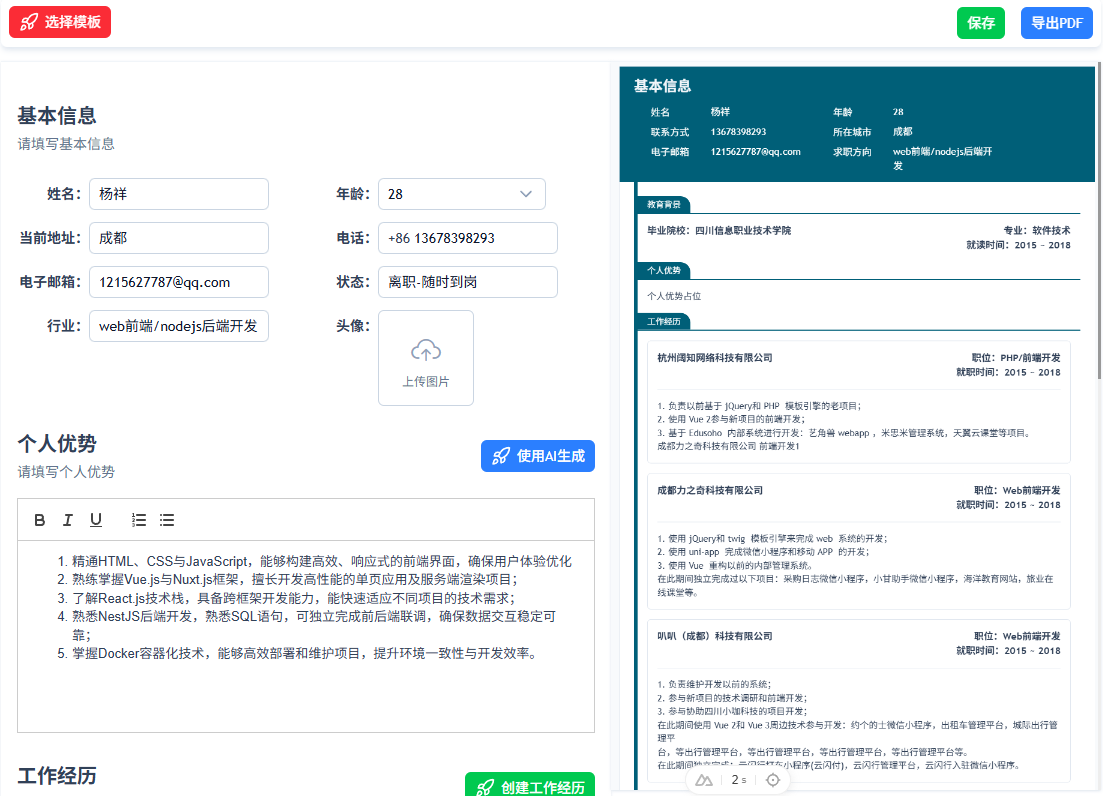 选择模板
保存
导出PDF
基本信息
请填写基本信息
姓名：
杨祥
年龄：
28
当前地址：
成都
电话：
+86 13678398293
电子邮箱：
1215627787@qq.com
状态：
离职-随时到岗
行业：
web前端/nodejs后端开发
头像：
上传图片
个人优势
请填写个人优势
使用AI生成
B I U
1. 精通HTML、CSS与JavaScript，能够构建高效、响应式的前端界面，确保用户体验优化
2. 熟练掌握Vue.js与Nuxt.js框架，擅长开发高性能的单页应用及服务端渲染项目；
3. 了解React.js技术栈，具备跨框架开发能力，能快速适应不同项目的技术需求；
4. 熟悉NestJS后端开发，熟悉SQL语句，可独立完成前后端联调，确保数据交互稳定可
靠；
5. 掌握Docker容器化技术，能够高效部署和维护项目，提升环境一致性与开发效率。
工作经历
创建工作经历
基本信息
姓名 杨祥 年龄 28
联系方式 13678398293 所在城市 成都
电子邮箱 1215627787@qq.com 求职方向 web前端/nodejs后端开
发
教育背景
毕业院校：四川信息职业技术学院 专业：软件技术
就读时间：2015 - 2018
个人优势
个人优势占位
工作经历
杭州阔知网络科技有限公司 职位：PHP/前端开发
就职时间：2015 - 2018
1. 负责以前基于 jQuery和 PHP 模板引擎的老项目；
2. 使用 Vue 2参与新项目的前端开发；
3. 基于 Edusoho 内部系统进行开发：艺角兽 webapp ，米思米管理系统，天翼云课堂等项目。
成都力之奇科技有限公司 前端开发1
成都力之奇科技有限公司 职位：Web前端开发
就职时间：2015 ~ 2018
1. 使用 jQuery和 twig 模板引擎来完成 web 系统的开发；
2. 使用 uni-app 完成微信小程序和移动 APP 的开发；
3. 使用 Vue 重构以前的内部管理系统。
在此期间独立完成过以下项目：采购日志微信小程序，小甘助手微信小程序，海洋教育网站，旅业在
线课堂等。
叭叭（成都）科技有限公司 职位：Web前端开发
就职时间：2015 ~ 2018
1. 负责维护开发以前的系统；
2. 参与新项目的技术调研和前端开发；
3. 参与协助四川小咖科技的项目开发；
在此期间使用 Vue 2和 Vue 3周边技术参与开发：约个的士微信小程序，出租车管理平台，城际出行管
理平
台，等出行管理平台，等出行管理平台，等出行管理平台，等出行管理平台等。
在此期间独立完成：云闪行打车小程序(云闪付)，云闪行管理平台，云闪行入驻微信小程序。
2 s